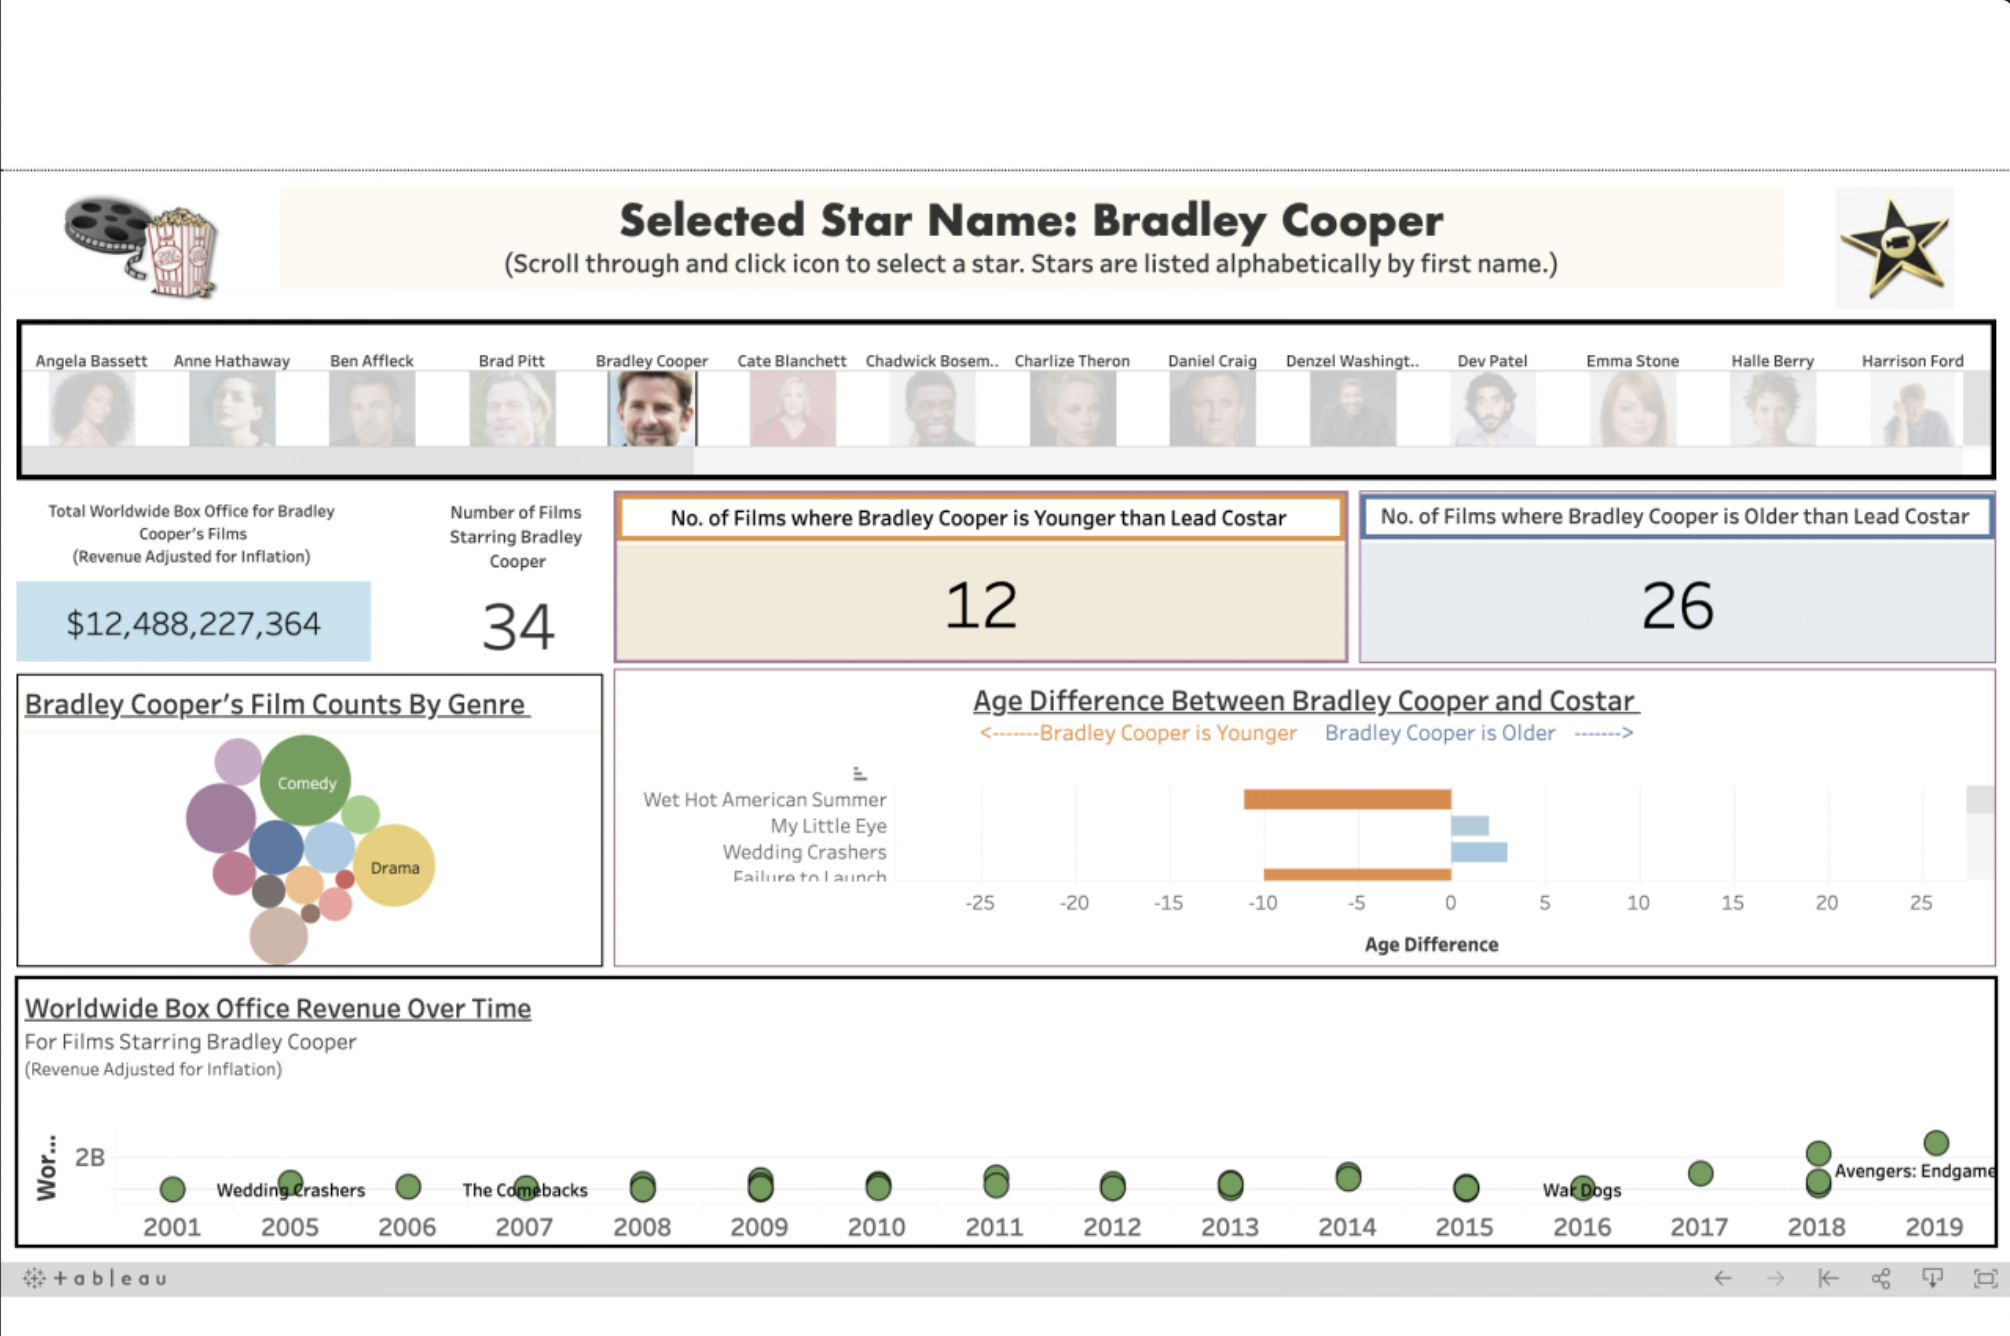 Selected Star Name: Bradley Cooper
(Scroll through and click icon to select a star. Stars are listed alphabetically by first name.)
Angela Bassett Anne Hathaway Ben Affleck Brad Pitt Bradley Cooper Cate Blanchett Chadwick Bosem.. Charlize Theron Daniel Craig Denzel Washingt.. Dev Patel Emma Stone Halle Berry Harrison Ford
Total Worldwide Box Office for Bradley
Cooper's Films
(Revenue Adjusted for Inflation)
$12,488,227,364
Number of Films
Starring Bradley
Cooper
34
No. of Films where Bradley Cooper is Younger than Lead Costar
12
No. of Films where Bradley Cooper is Older than Lead Costar
26
Bradley Cooper's Film Counts By Genre
Comedy
Drama
Age Difference Between Bradley Cooper and Costar
<-------Bradley Cooper is Younger Bradley Cooper is Older ------->
Wet Hot American Summer
My Little Eye
Wedding Crashers
Failure to Launch
-25 -20 -15 -10 -5 0 5 10 15 20 25
Age Difference
Worldwide Box Office Revenue Over Time
For Films Starring Bradley Cooper
(Revenue Adjusted for Inflation)
Wor...
2B
Avengers: Endgame
Wedding Crashers The Comebacks War Dogs
2001 2005 2006 2007 2008 2009 2010 2011 2012 2013 2014 2015 2016 2017 2018 2019
+ableau